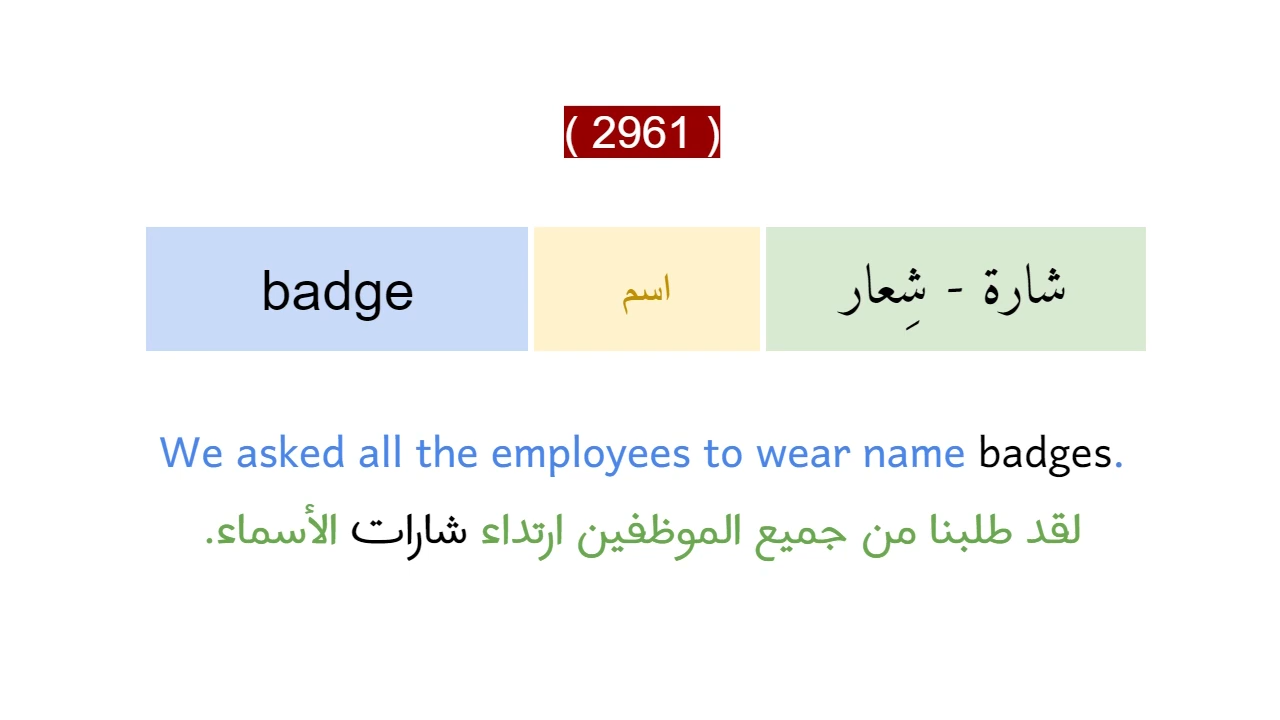 ( 2961 )
badge
اسم
شارة - شِعار
We asked all the employees to wear name badges.
لقد طلبنا من جميع الموظفين ارتداء شارات الأسماء.